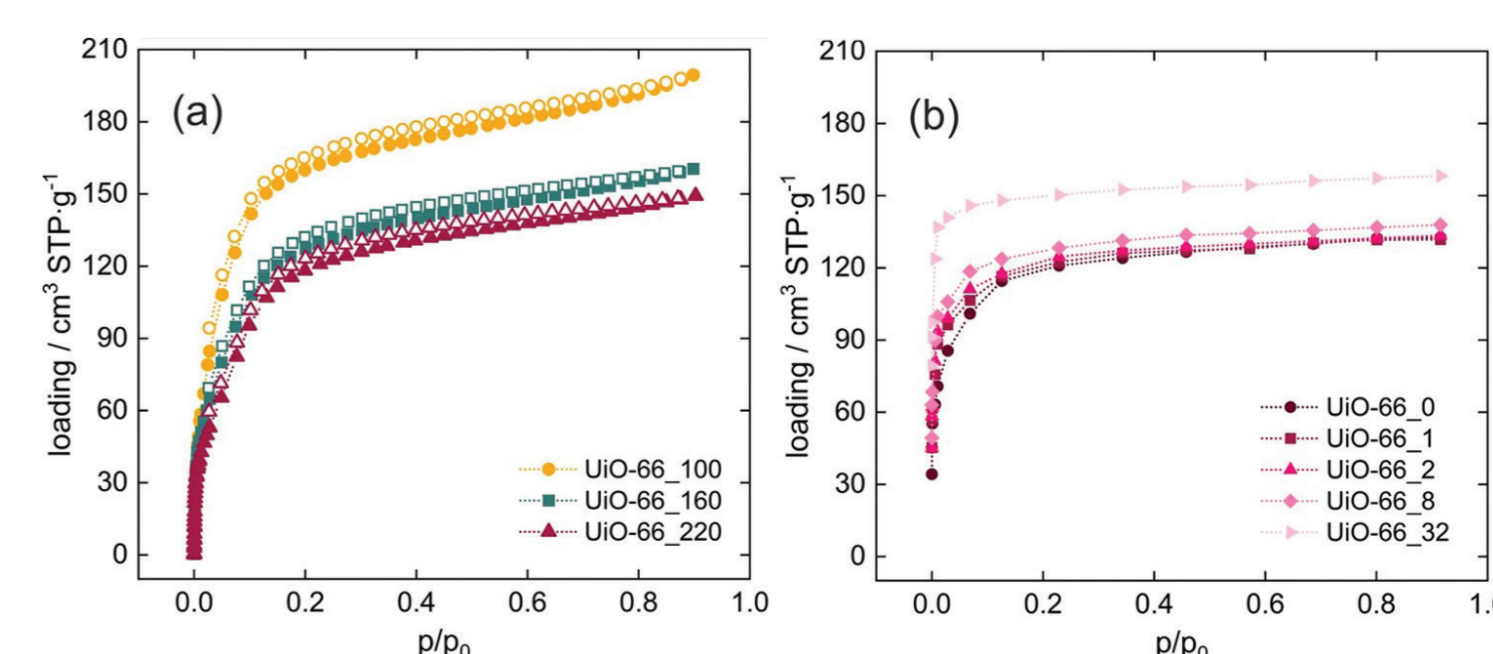 (a)
loading / cm³ STP·g⁻¹
210
180
150
120
90
60
30
0
UiO-66_100
UiO-66_160
UiO-66_220
0.0 0.2 0.4 0.6 0.8 1.0
p/p₀
(b)
loading / cm³ STP·g⁻¹
210
180
150
120
90
60
30
0
UiO-66_0
UiO-66_1
UiO-66_2
UiO-66_8
UiO-66_32
0.0 0.2 0.4 0.6 0.8 1.
p/p₀